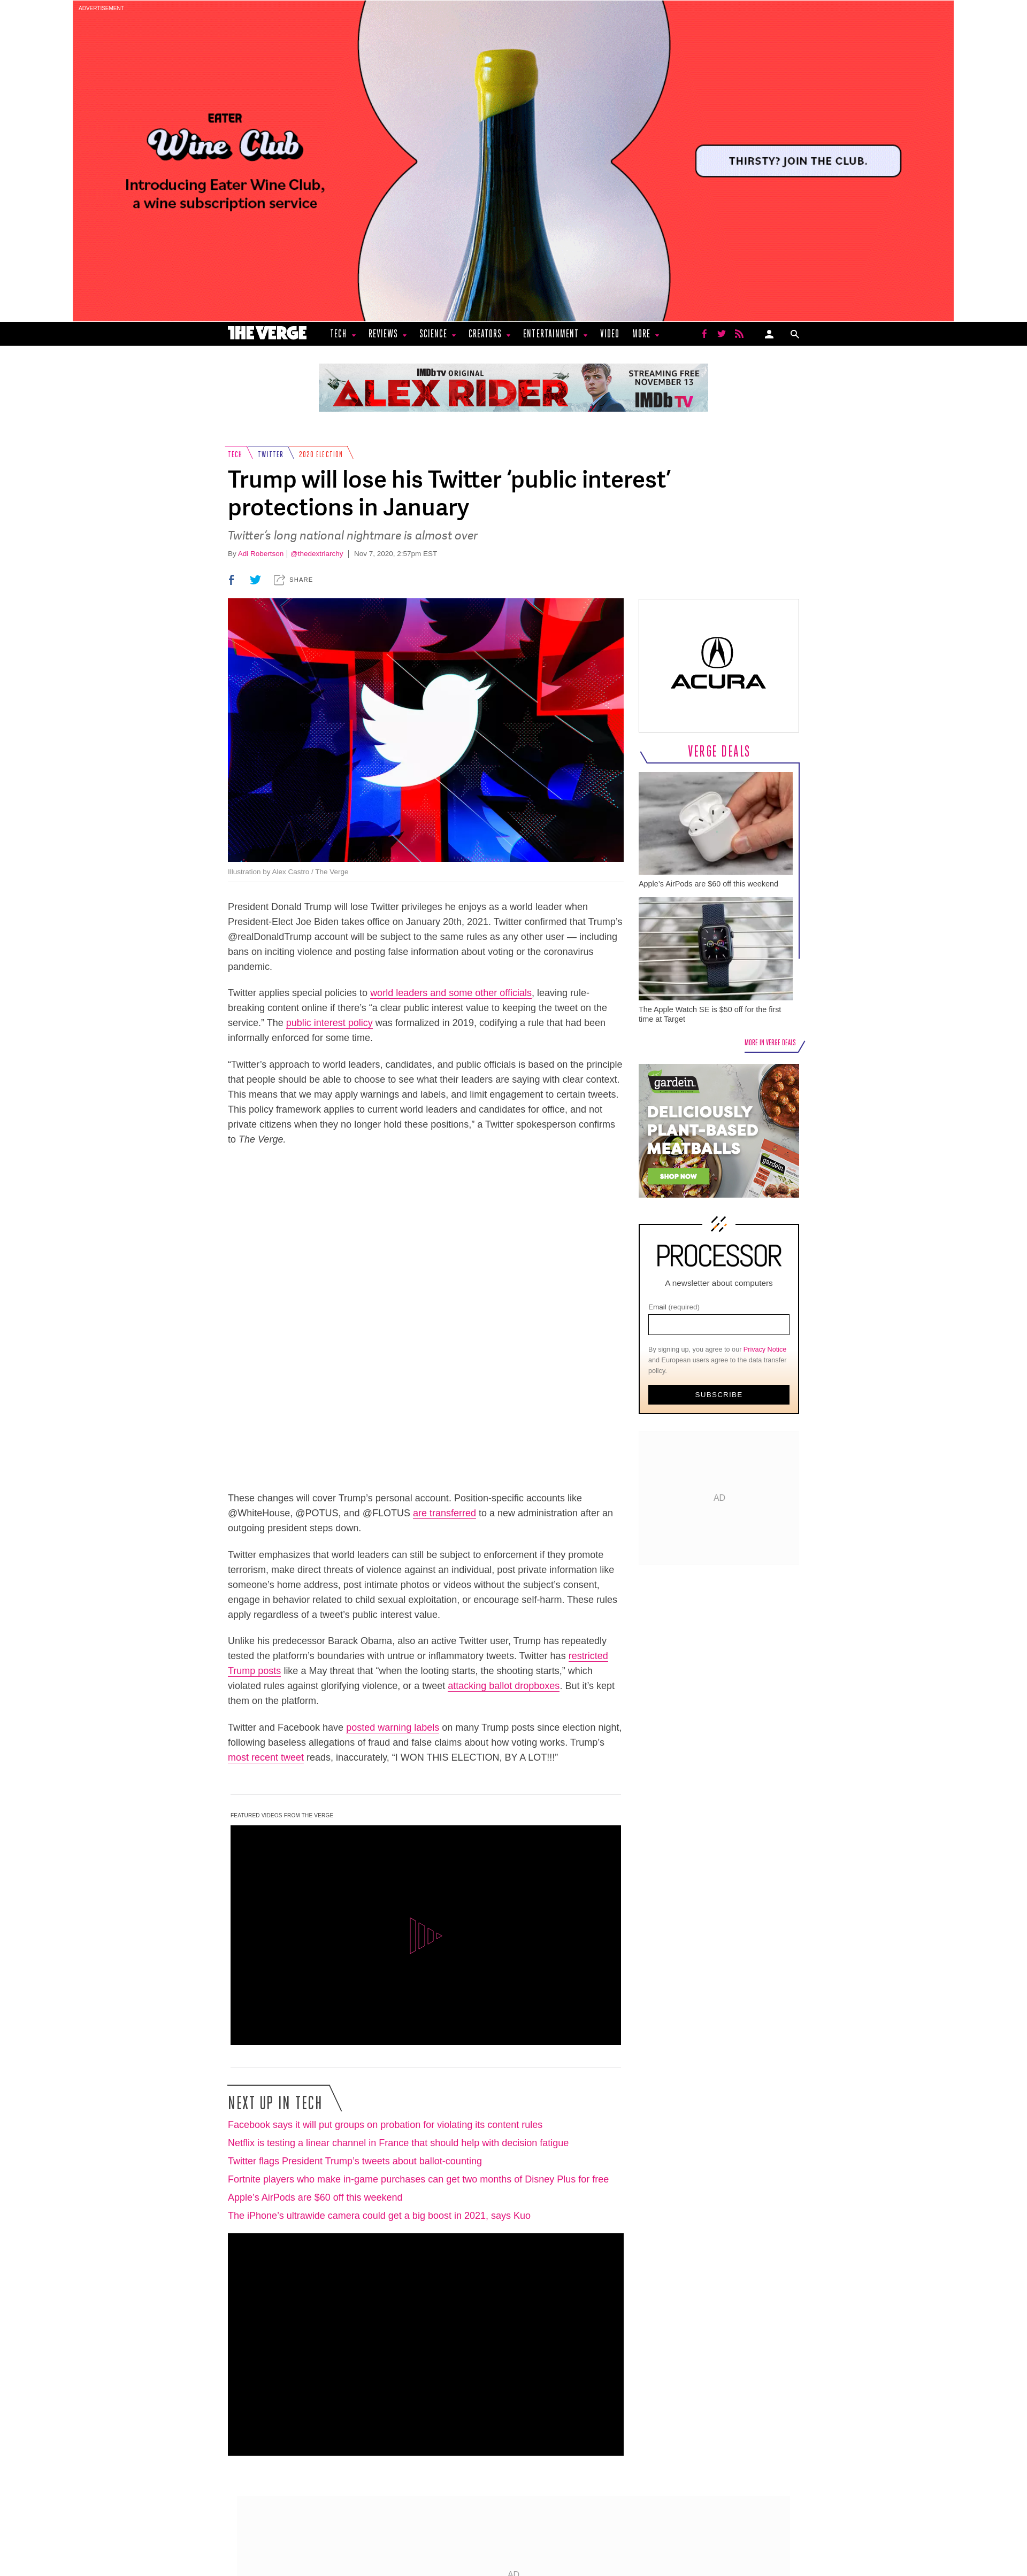 ADVERTISEMENT
EATER
Wine Club
Introducing Eater Wine Club,
a wine subscription service
THIRSTY? JOIN THE CLUB.
THE VERGE
TECH
REVIEWS
SCIENCE
CREATORS
ENTERTAINMENT
VIDEO
MORE
IMDb TV ORIGINAL
ALEX RIDER
STREAMING FREE
NOVEMBER 13
IMDb TV
TECH
TWITTER
2020 ELECTION
Trump will lose his Twitter ‘public interest’
protections in January
Twitter’s long national nightmare is almost over
By Adi Robertson | @thedextriarchy | Nov 7, 2020, 2:57pm EST
SHARE
Illustration by Alex Castro / The Verge
President Donald Trump will lose Twitter privileges he enjoys as a world leader when
President-Elect Joe Biden takes office on January 20th, 2021. Twitter confirmed that Trump’s
@realDonaldTrump account will be subject to the same rules as any other user — including
bans on inciting violence and posting false information about voting or the coronavirus
pandemic.
Twitter applies special policies to world leaders and some other officials, leaving rule-
breaking content online if there’s “a clear public interest value to keeping the tweet on the
service.” The public interest policy was formalized in 2019, codifying a rule that had been
informally enforced for some time.
“Twitter’s approach to world leaders, candidates, and public officials is based on the principle
that people should be able to choose to see what their leaders are saying with clear context.
This means that we may apply warnings and labels, and limit engagement to certain tweets.
This policy framework applies to current world leaders and candidates for office, and not
private citizens when they no longer hold these positions,” a Twitter spokesperson confirms
to The Verge.
These changes will cover Trump’s personal account. Position-specific accounts like
@WhiteHouse, @POTUS, and @FLOTUS are transferred to a new administration after an
outgoing president steps down.
Twitter emphasizes that world leaders can still be subject to enforcement if they promote
terrorism, make direct threats of violence against an individual, post private information like
someone’s home address, post intimate photos or videos without the subject’s consent,
engage in behavior related to child sexual exploitation, or encourage self-harm. These rules
apply regardless of a tweet’s public interest value.
Unlike his predecessor Barack Obama, also an active Twitter user, Trump has repeatedly
tested the platform’s boundaries with untrue or inflammatory tweets. Twitter has restricted
Trump posts like a May threat that “when the looting starts, the shooting starts,” which
violated rules against glorifying violence, or a tweet attacking ballot dropboxes. But it’s kept
them on the platform.
Twitter and Facebook have posted warning labels on many Trump posts since election night,
following baseless allegations of fraud and false claims about how voting works. Trump’s
most recent tweet reads, inaccurately, “I WON THIS ELECTION, BY A LOT!!!”
FEATURED VIDEOS FROM THE VERGE
NEXT UP IN TECH
Facebook says it will put groups on probation for violating its content rules
Netflix is testing a linear channel in France that should help with decision fatigue
Twitter flags President Trump’s tweets about ballot-counting
Fortnite players who make in-game purchases can get two months of Disney Plus for free
Apple’s AirPods are $60 off this weekend
The iPhone’s ultrawide camera could get a big boost in 2021, says Kuo
ACURA
VERGE DEALS
Apple’s AirPods are $60 off this weekend
The Apple Watch SE is $50 off for the first
time at Target
MORE IN VERGE DEALS
gardein
DELICIOUSLY
PLANT-BASED
MEATBALLS
SHOP NOW
gardein
PROCESSOR
A newsletter about computers
Email (required)
By signing up, you agree to our Privacy Notice
and European users agree to the data transfer
policy.
SUBSCRIBE
AD
AD